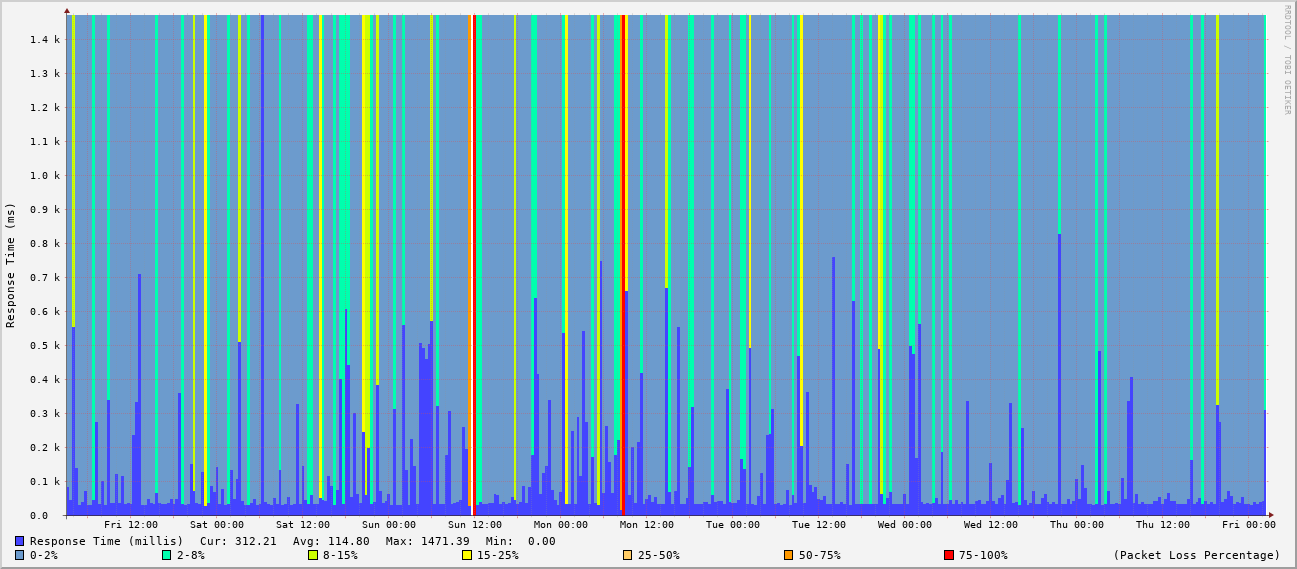 RRDTOOL / TOBI OETIKER
Response Time (ms)
1.4 k
1.3 k
1.2 k
1.1 k
1.0 k
0.9 k
0.8 k
0.7 k
0.6 k
0.5 k
0.4 k
0.3 k
0.2 k
0.1 k
0.0
Fri 12:00 Sat 00:00 Sat 12:00 Sun 00:00 Sun 12:00 Mon 00:00 Mon 12:00 Tue 00:00 Tue 12:00 Wed 00:00 Wed 12:00 Thu 00:00 Thu 12:00 Fri 00:00
Response Time (millis) Cur: 312.21 Avg: 114.80 Max: 1471.39 Min: 0.00
0-2% 2-8% 8-15% 15-25% 25-50% 50-75% 75-100% (Packet Loss Percentage)